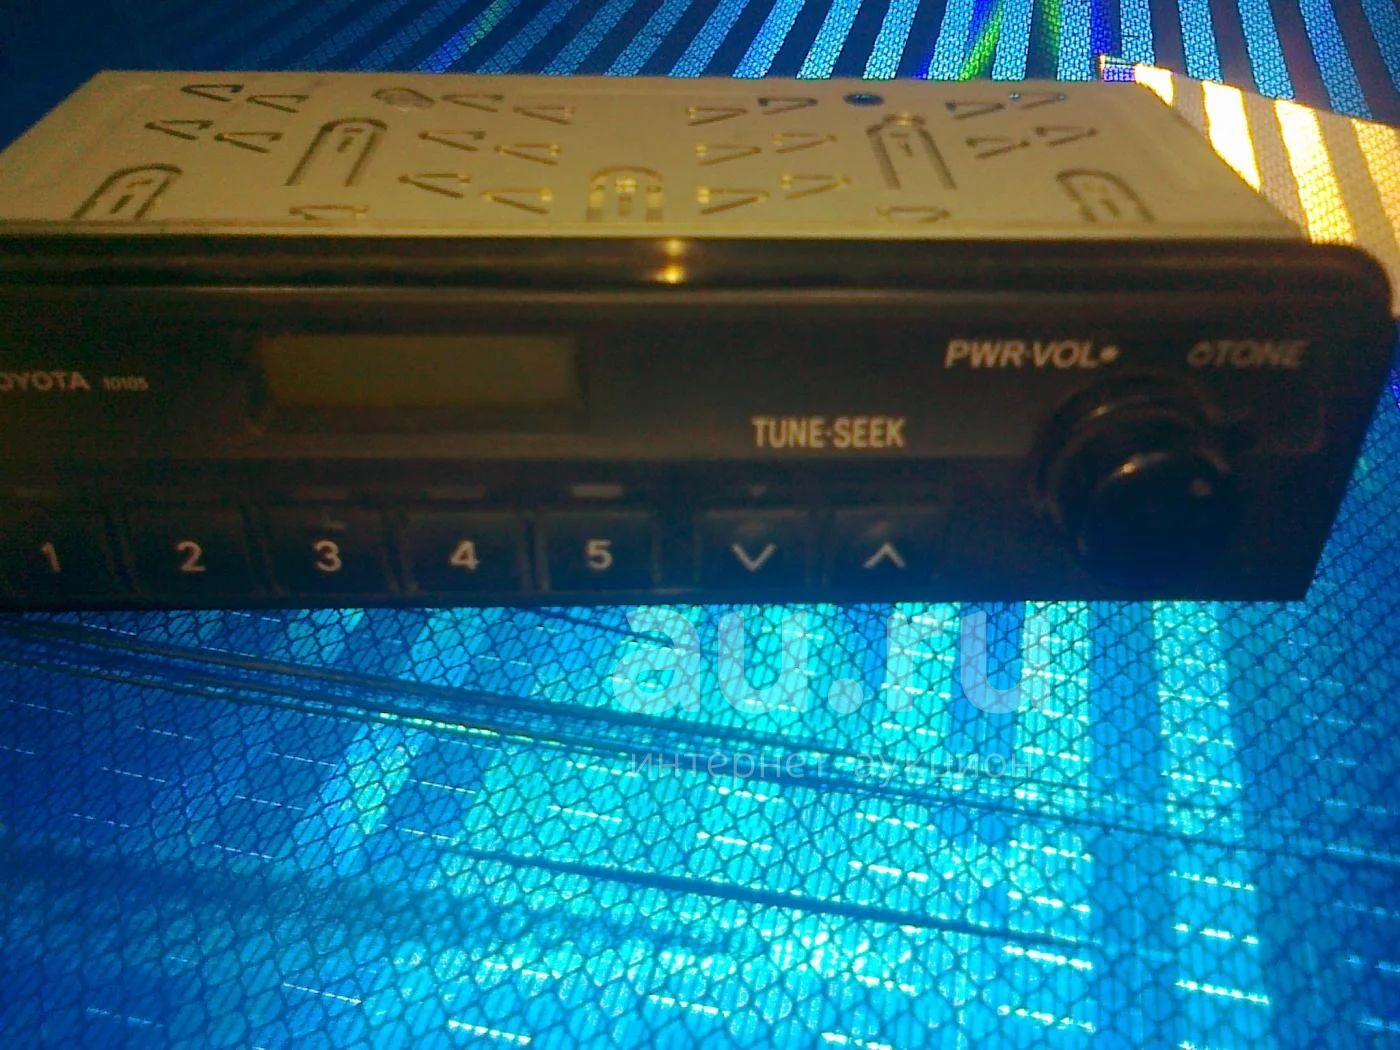 PWR·VOL• TONE
OYOTA 10105
TUNE·SEEK
1 2 3 4 5
au.ru
интернет аукцион